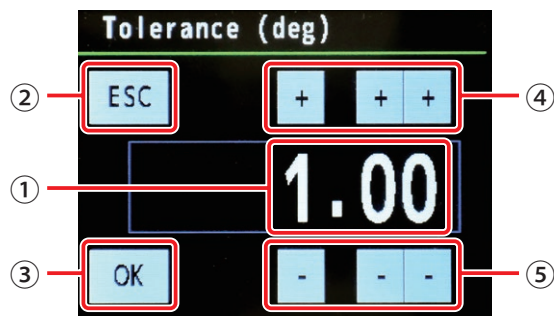 Tolerance (deg)
② ESC + + + ④
① 1.00
③ OK - - - ⑤